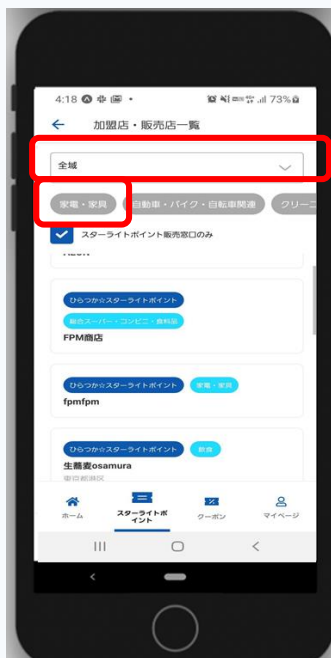 4:18 73%
加盟店・販売店一覧
全域
家電・家具 自動車・バイク・自転車関連 クリーニ
スターライトポイント販売窓口のみ
ひらつか☆スターライトポイント
総合スーパー・コンビニ・食料品
FPM商店
ひらつか☆スターライトポイント 家電・家具
fpmfpm
ひらつか☆スターライトポイント 飲食
生蕎麦osamura
東京都港区
ホーム スターライトポ クーポン マイページ
イント